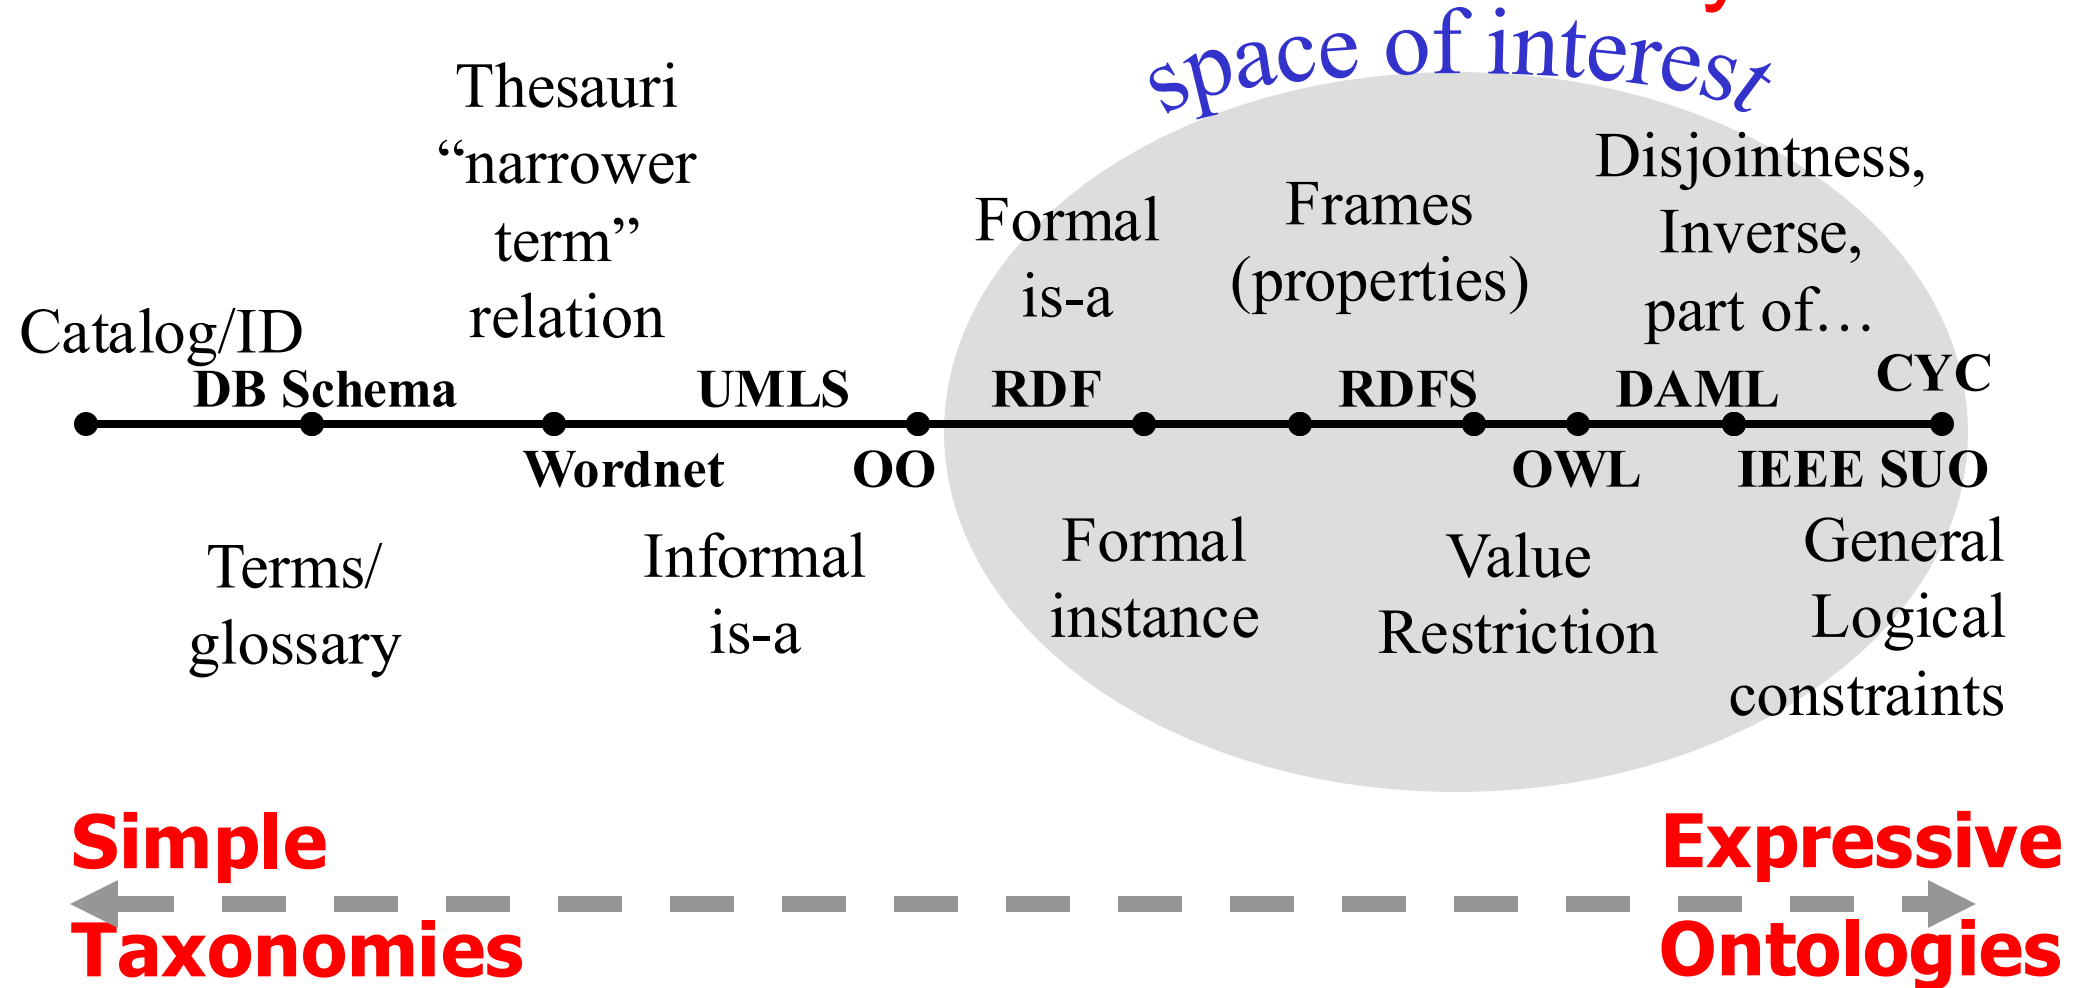 space of interest
Thesauri
“narrower
term”
relation
Disjointness,
Inverse,
part of…
Formal
is-a
Frames
(properties)
Catalog/ID
DB Schema
UMLS
RDF
RDFS
DAML
CYC
Wordnet
OO
OWL
IEEE SUO
Terms/
glossary
Informal
is-a
Formal
instance
Value
Restriction
General
Logical
constraints
Simple
Taxonomies
Expressive
Ontologies